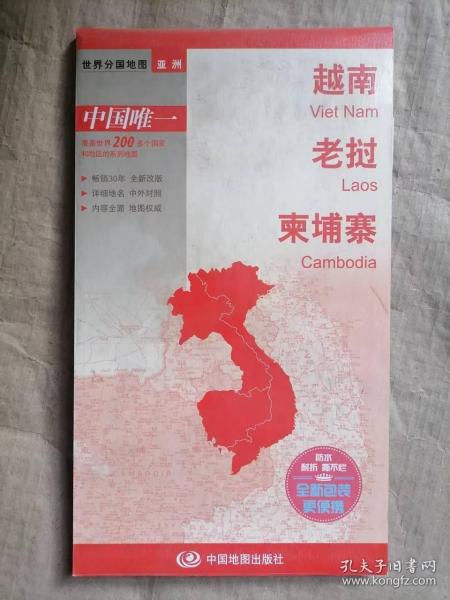 世界分国地图 亚洲
中国唯一
覆盖世界200多个国家
和地区的系列地图
▶ 畅销30年 全新改版
▶ 详细地名 中外对照
▶ 内容全面 地图权威
越南
Viet Nam
老挝
Laos
柬埔寨
Cambodia
防水
耐折 撕不烂
全新包装
更便携
中国地图出版社
孔夫子旧书网
www.kongfz.com